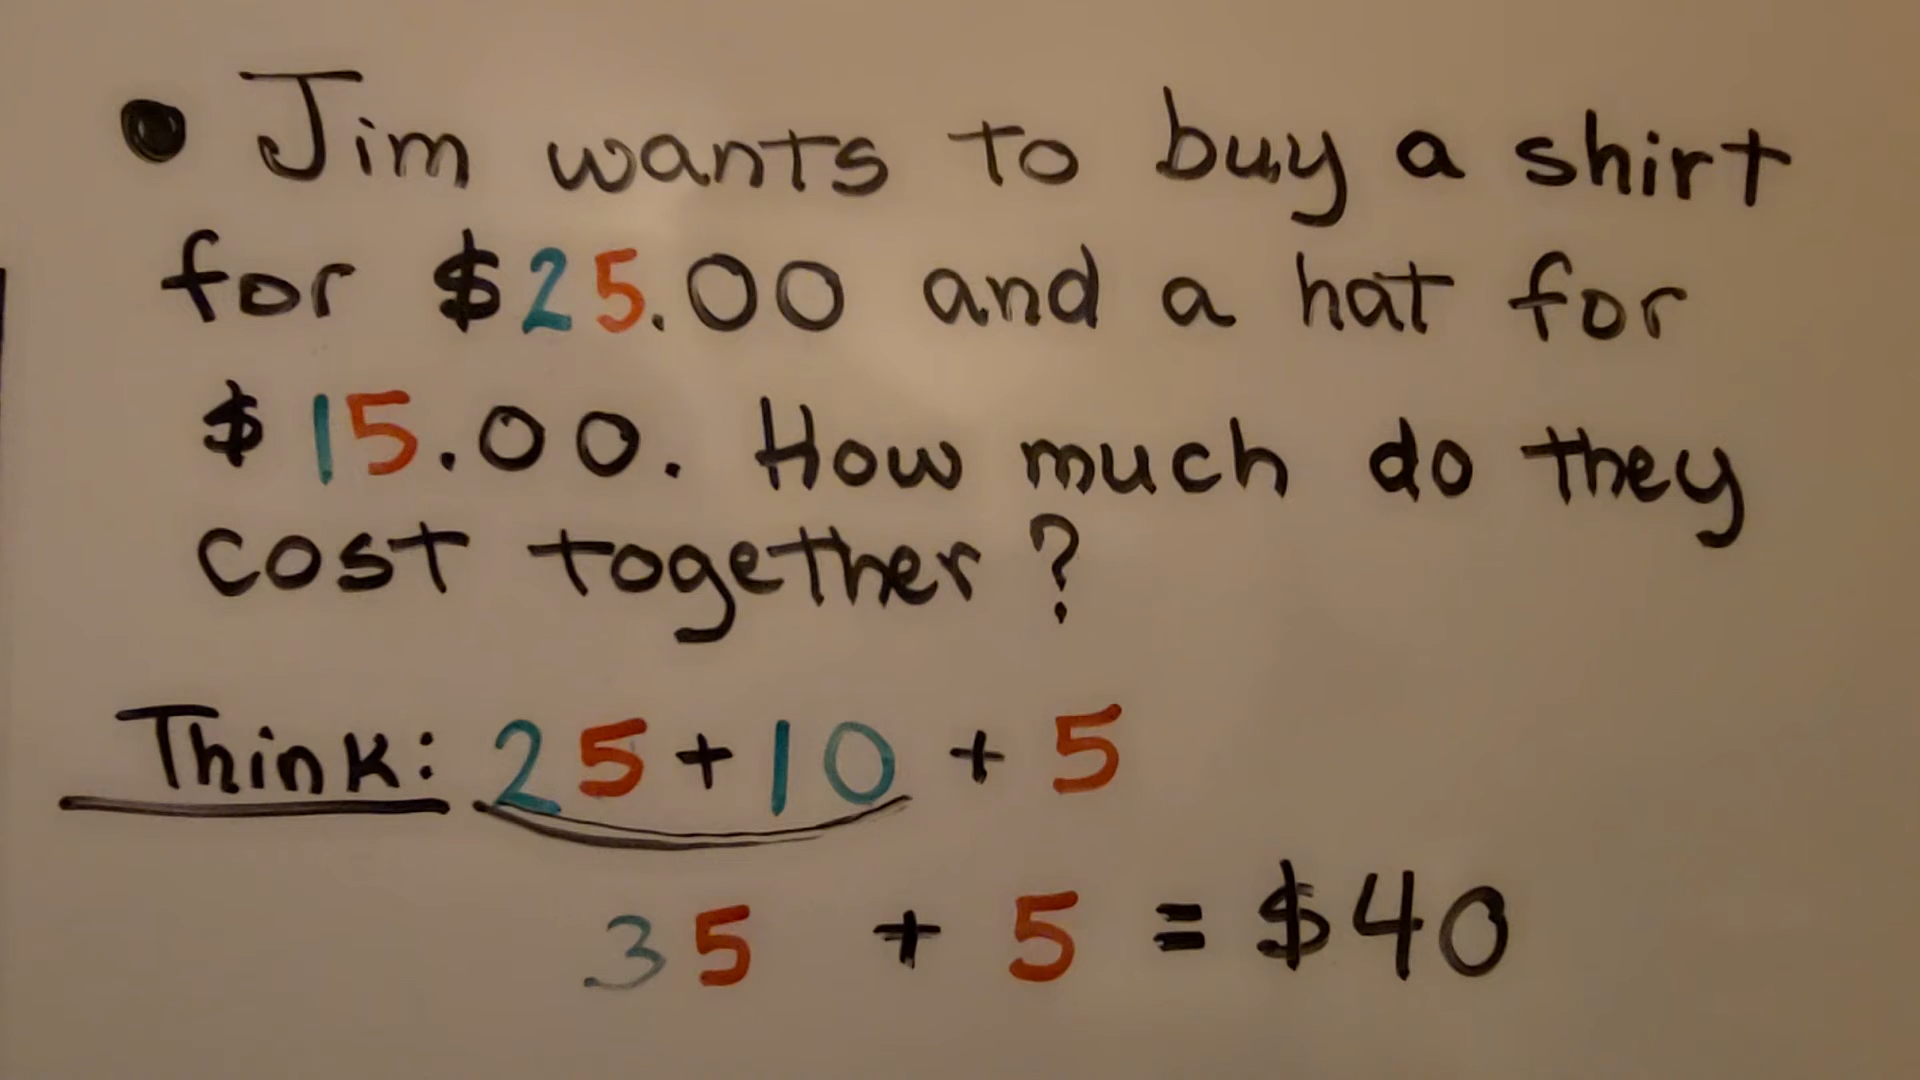 • Jim wants to buy a shirt
for $25.00 and a hat for
$15.00. How much do they
cost together?
Think: 25+10 + 5
35 + 5 = $40